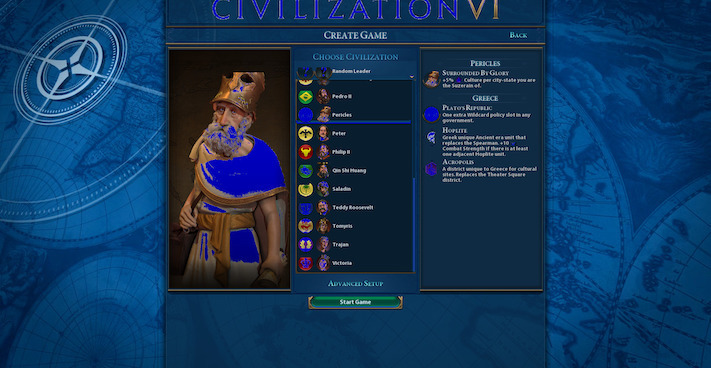 CIVILIZATION VI
CREATE GAME
BACK
CHOOSE CIVILIZATION
Random Leader
Pedro II
Pericles
Peter
Philip II
Qin Shi Huang
Saladin
Teddy Roosevelt
Tomyris
Trajan
Victoria
ADVANCED SETUP
Start Game
PERICLES
SURROUNDED BY GLORY
+5% Culture per city-state you are
the Suzerain of.
GREECE
PLATO'S REPUBLIC
One extra Wildcard policy slot in any
government.
HOPLITE
Greek unique Ancient era unit that
replaces the Spearman. +10
Combat Strength if there is at least
one adjacent Hoplite unit.
ACROPOLIS
A district unique to Greece for cultural
sites. Replaces the Theater Square
district.